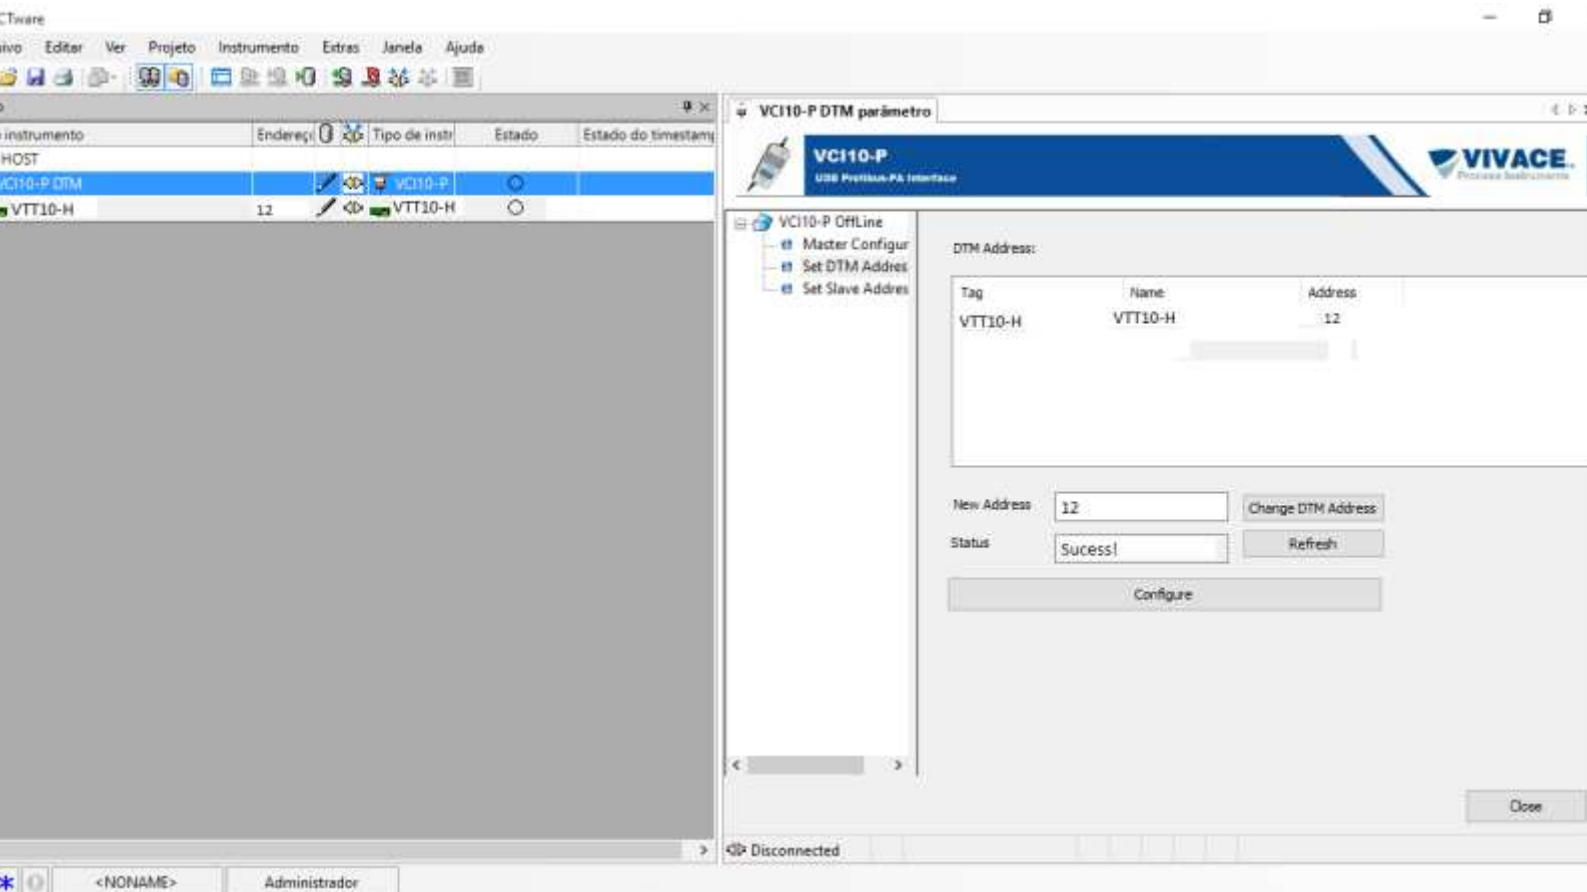 CTware
ivo Editar Ver Projeto Instrumento Extras Janela Ajuda
instrumento Endereç Tipo de instr Estado Estado do timestamp
HOST
VCI10-P DTM VCI10-P
VTT10-H 12 VTT10-H
VCI10-P DTM parâmetro
VCI10-P
USB Profibus-PA Interface
VIVACE
Process Instruments
VCI10-P OffLine
Master Configur
Set DTM Addres
Set Slave Addres
DTM Address:
Tag Name Address
VTT10-H VTT10-H 12
New Address 12 Change DTM Address
Status Sucess! Refresh
Configure
Close
Disconnected
<NONAME> Administrador